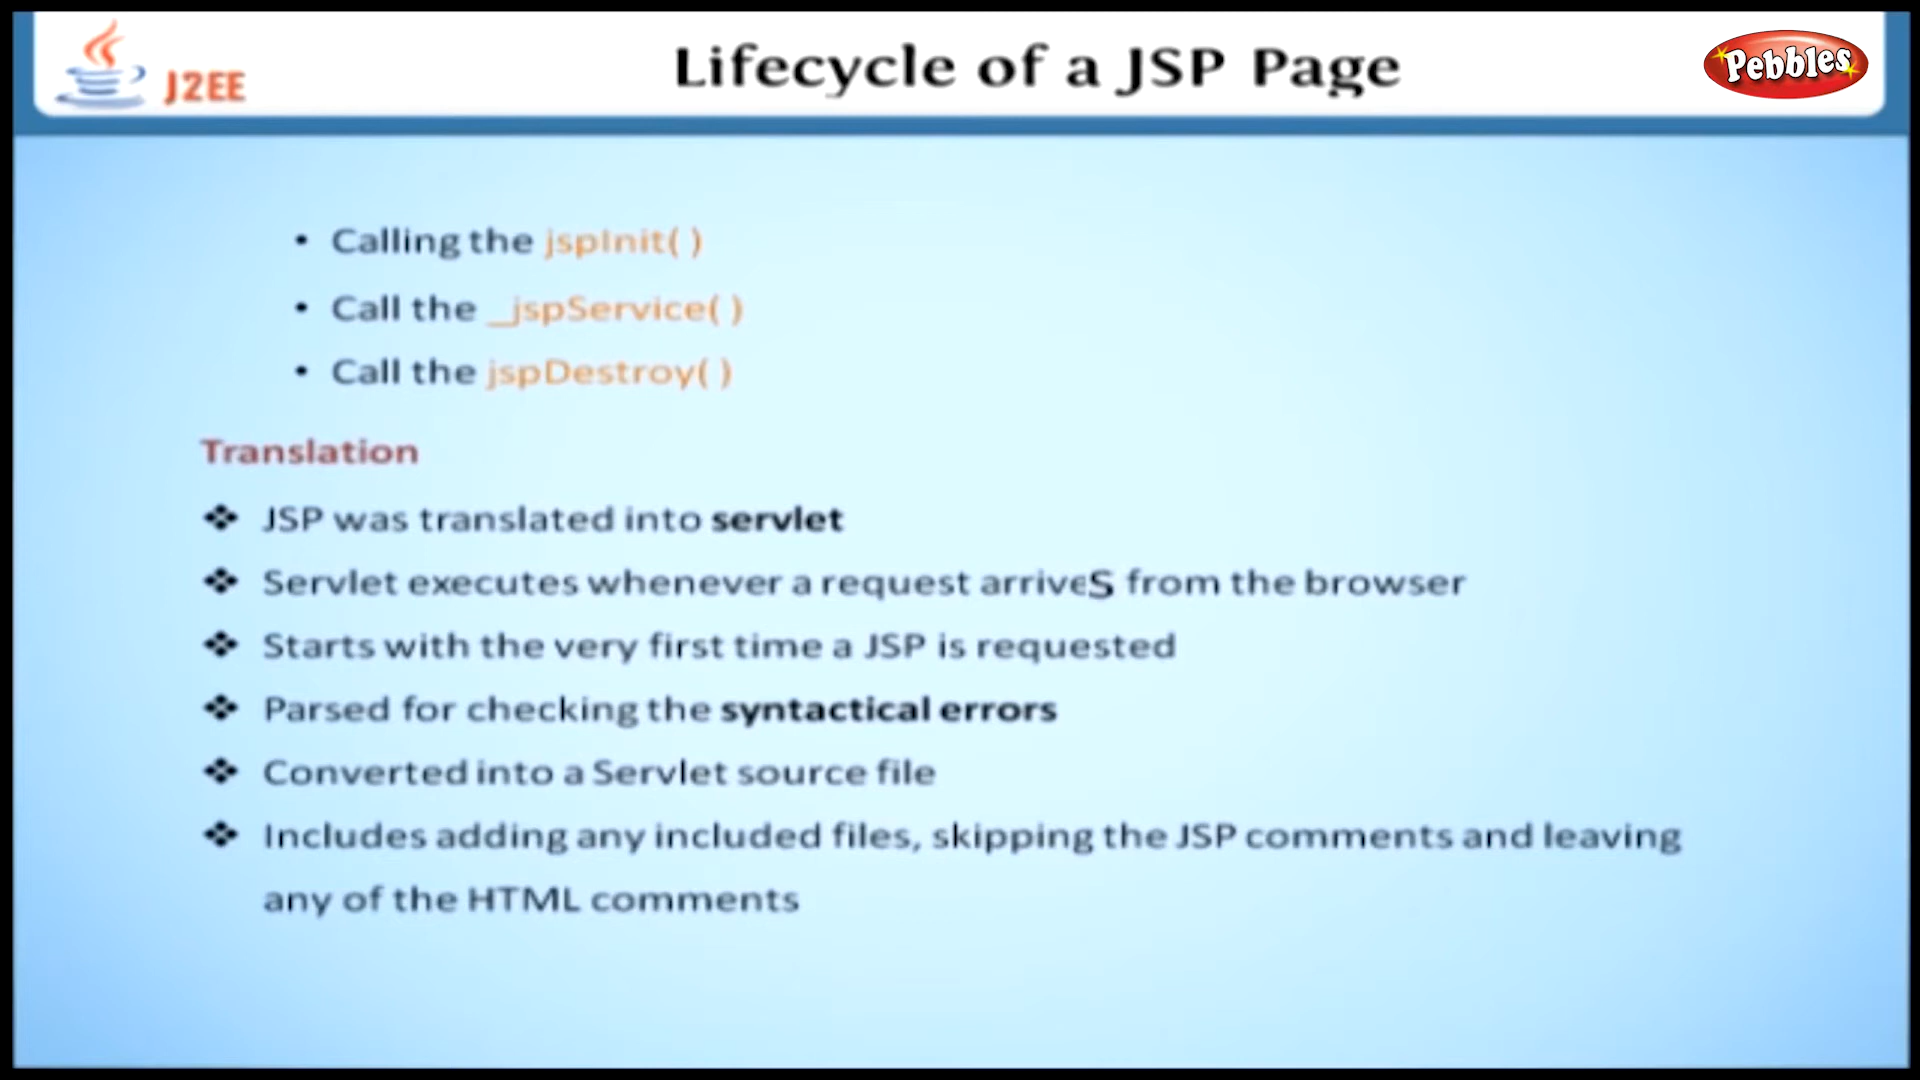 J2EE
Lifecycle of a JSP Page
Pebbles
• Calling the jspInit( )
• Call the _jspService( )
• Call the jspDestroy( )
Translation
❖ JSP was translated into servlet
❖ Servlet executes whenever a request arriveS from the browser
❖ Starts with the very first time a JSP is requested
❖ Parsed for checking the syntactical errors
❖ Converted into a Servlet source file
❖ Includes adding any included files, skipping the JSP comments and leaving
any of the HTML comments